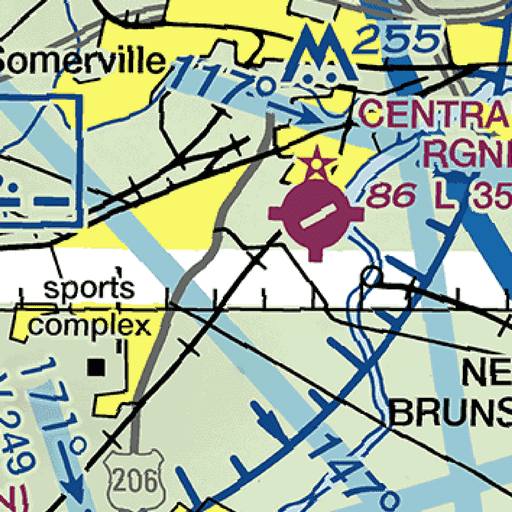 255
Somerville
117°
CENTRA
RGNL
86 L 35
sports
complex
NE
BRUNS
171°
V 249
147°
206